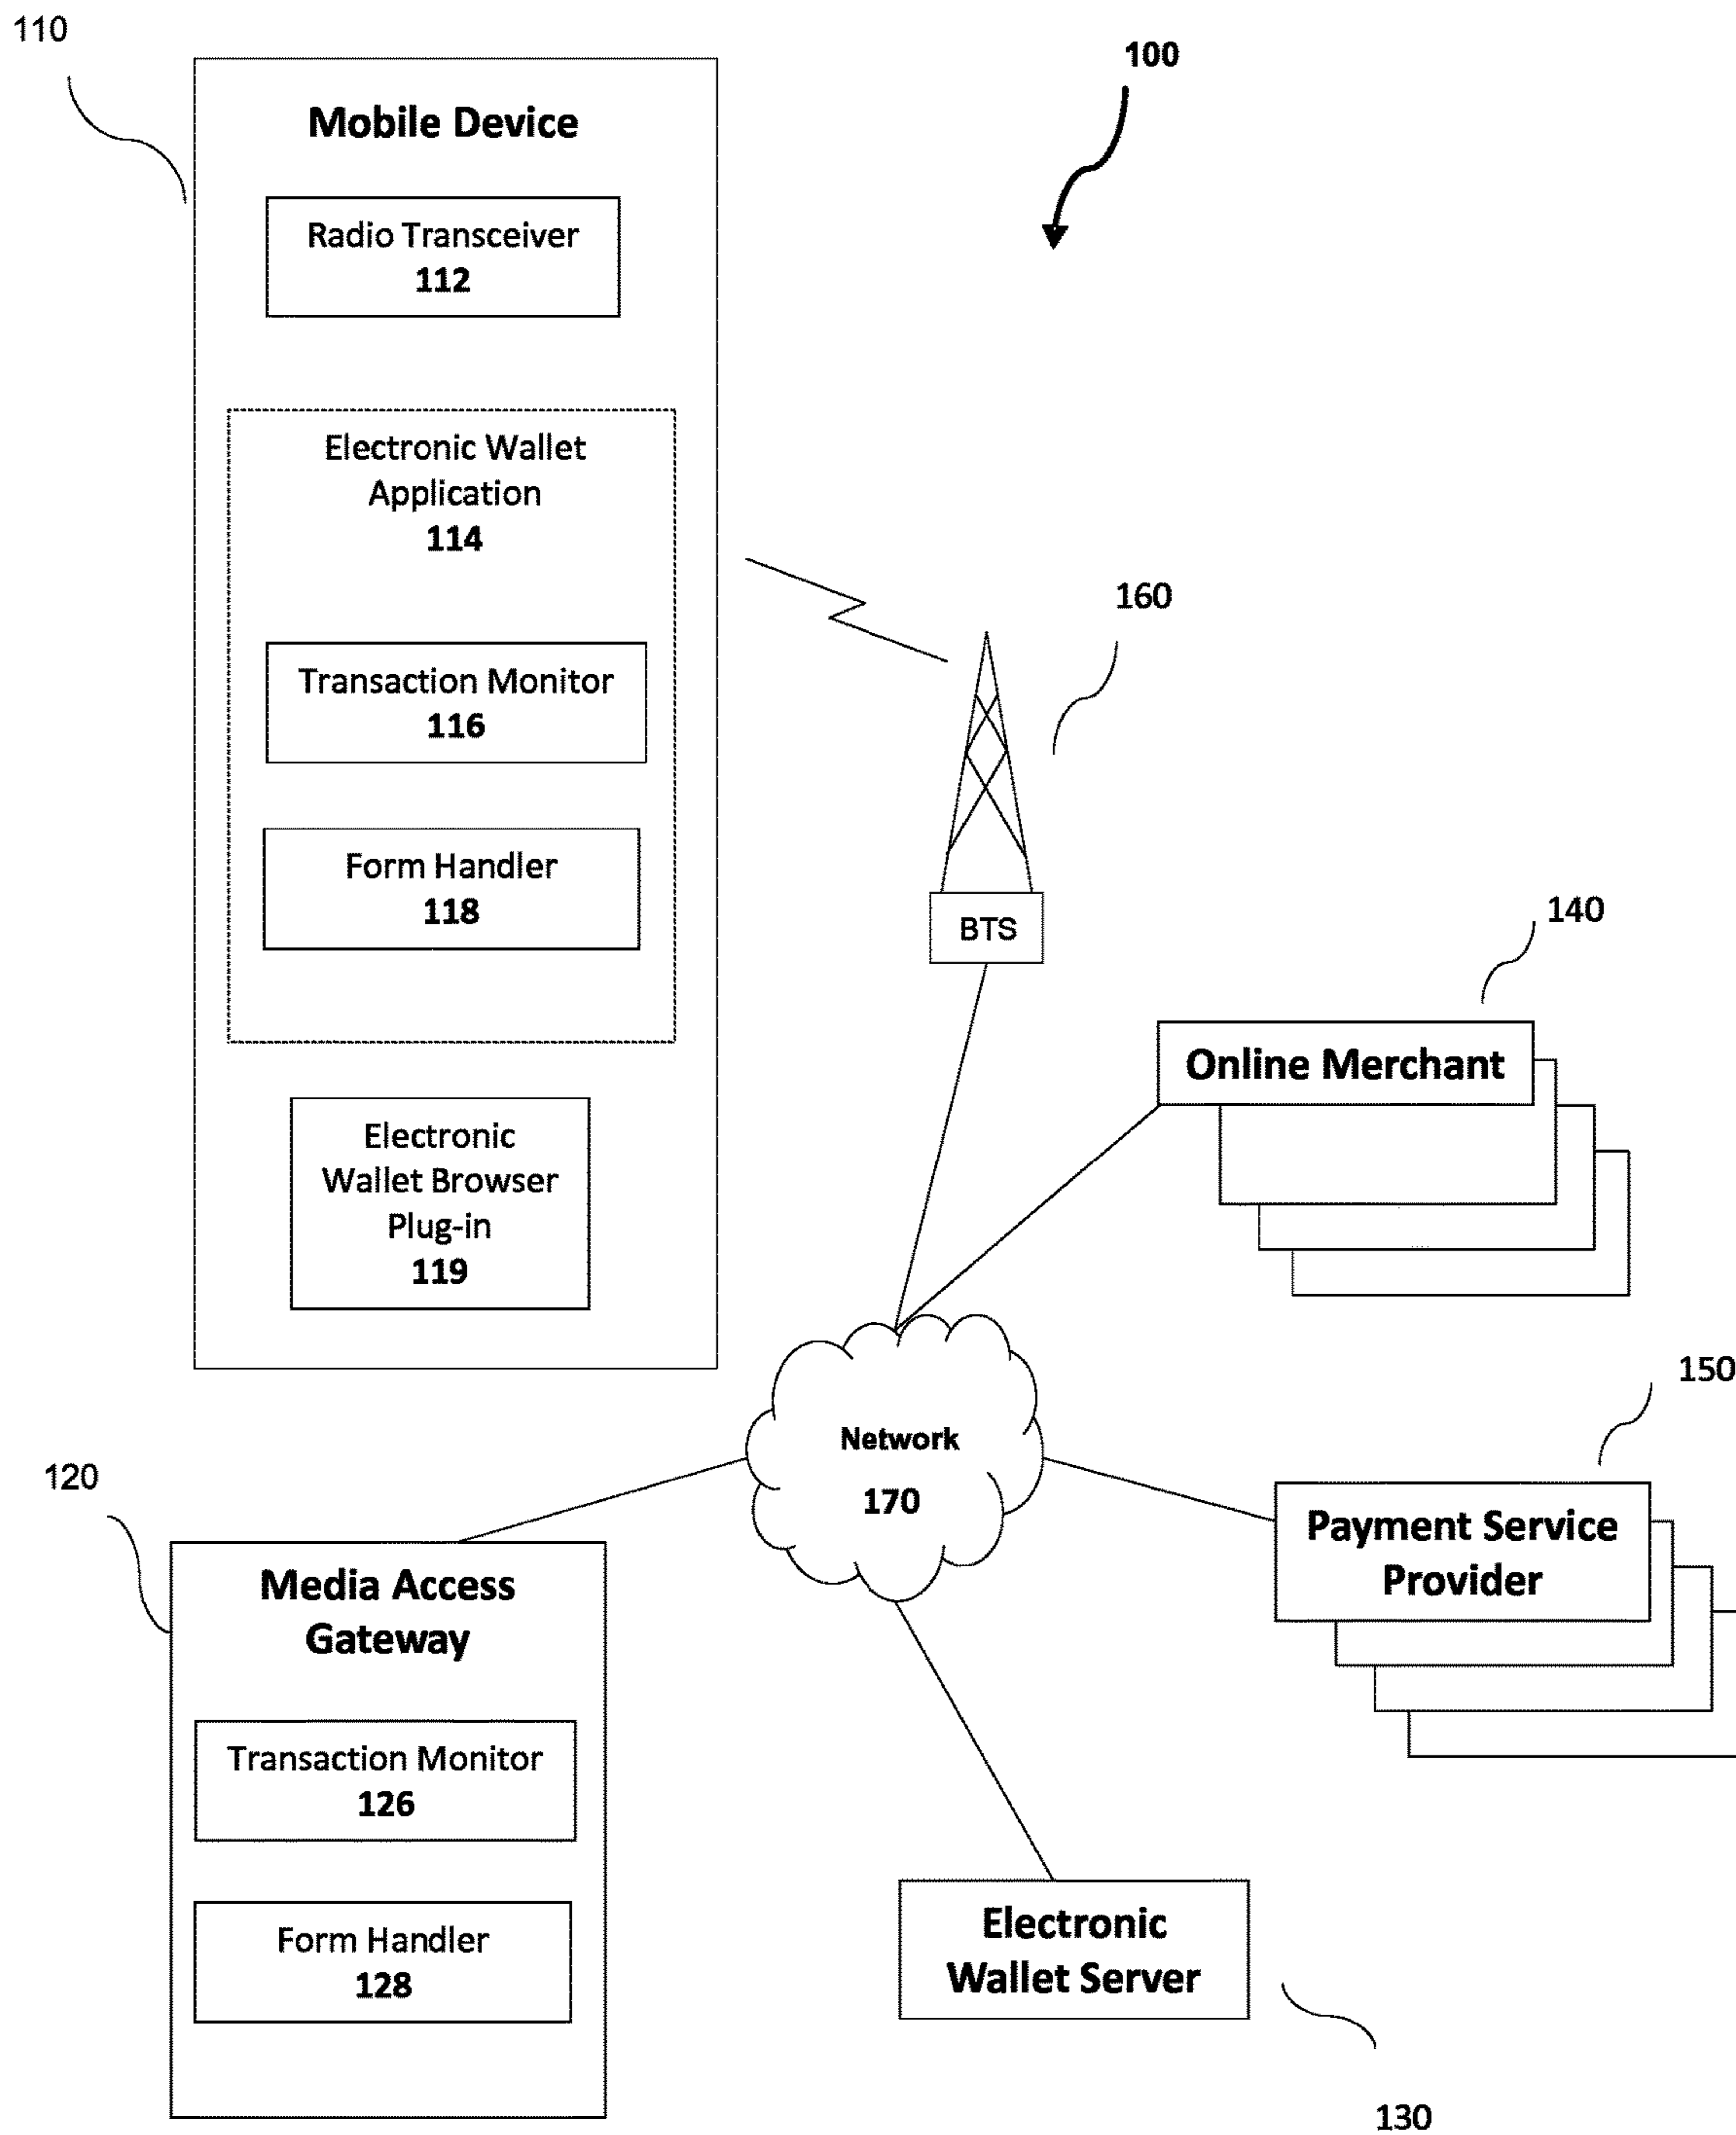 110
100
Mobile Device
Radio Transceiver
112
Electronic Wallet
Application
114
Transaction Monitor
116
Form Handler
118
Electronic
Wallet Browser
Plug-in
119
160
BTS
140
Online Merchant
150
Network
170
Payment Service
Provider
120
Media Access
Gateway
Transaction Monitor
126
Form Handler
128
Electronic
Wallet Server
130